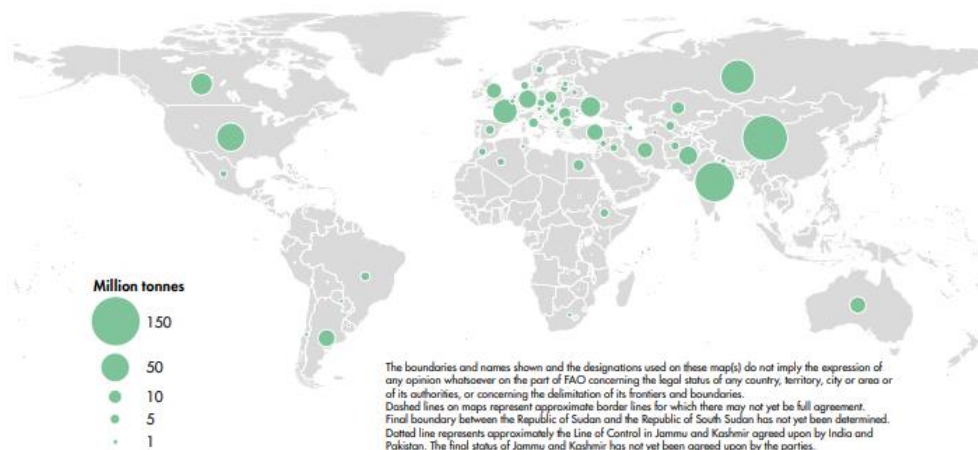 Million tonnes
150
50
10
5
1
The boundaries and names shown and the designations used on these map(s) do not imply the expression of
any opinion whatsoever on the part of FAO concerning the legal status of any country, territory, city or area or
of its authorities, or concerning the delimitation of its frontiers and boundaries.
Dashed lines on maps represent approximate border lines for which there may not yet be full agreement.
Final boundary between the Republic of Sudan and the Republic of South Sudan has not yet been determined.
Dotted line represents approximately the Line of Control in Jammu and Kashmir agreed upon by India and
Pakistan. The final status of Jammu and Kashmir has not yet been agreed upon by the parties.